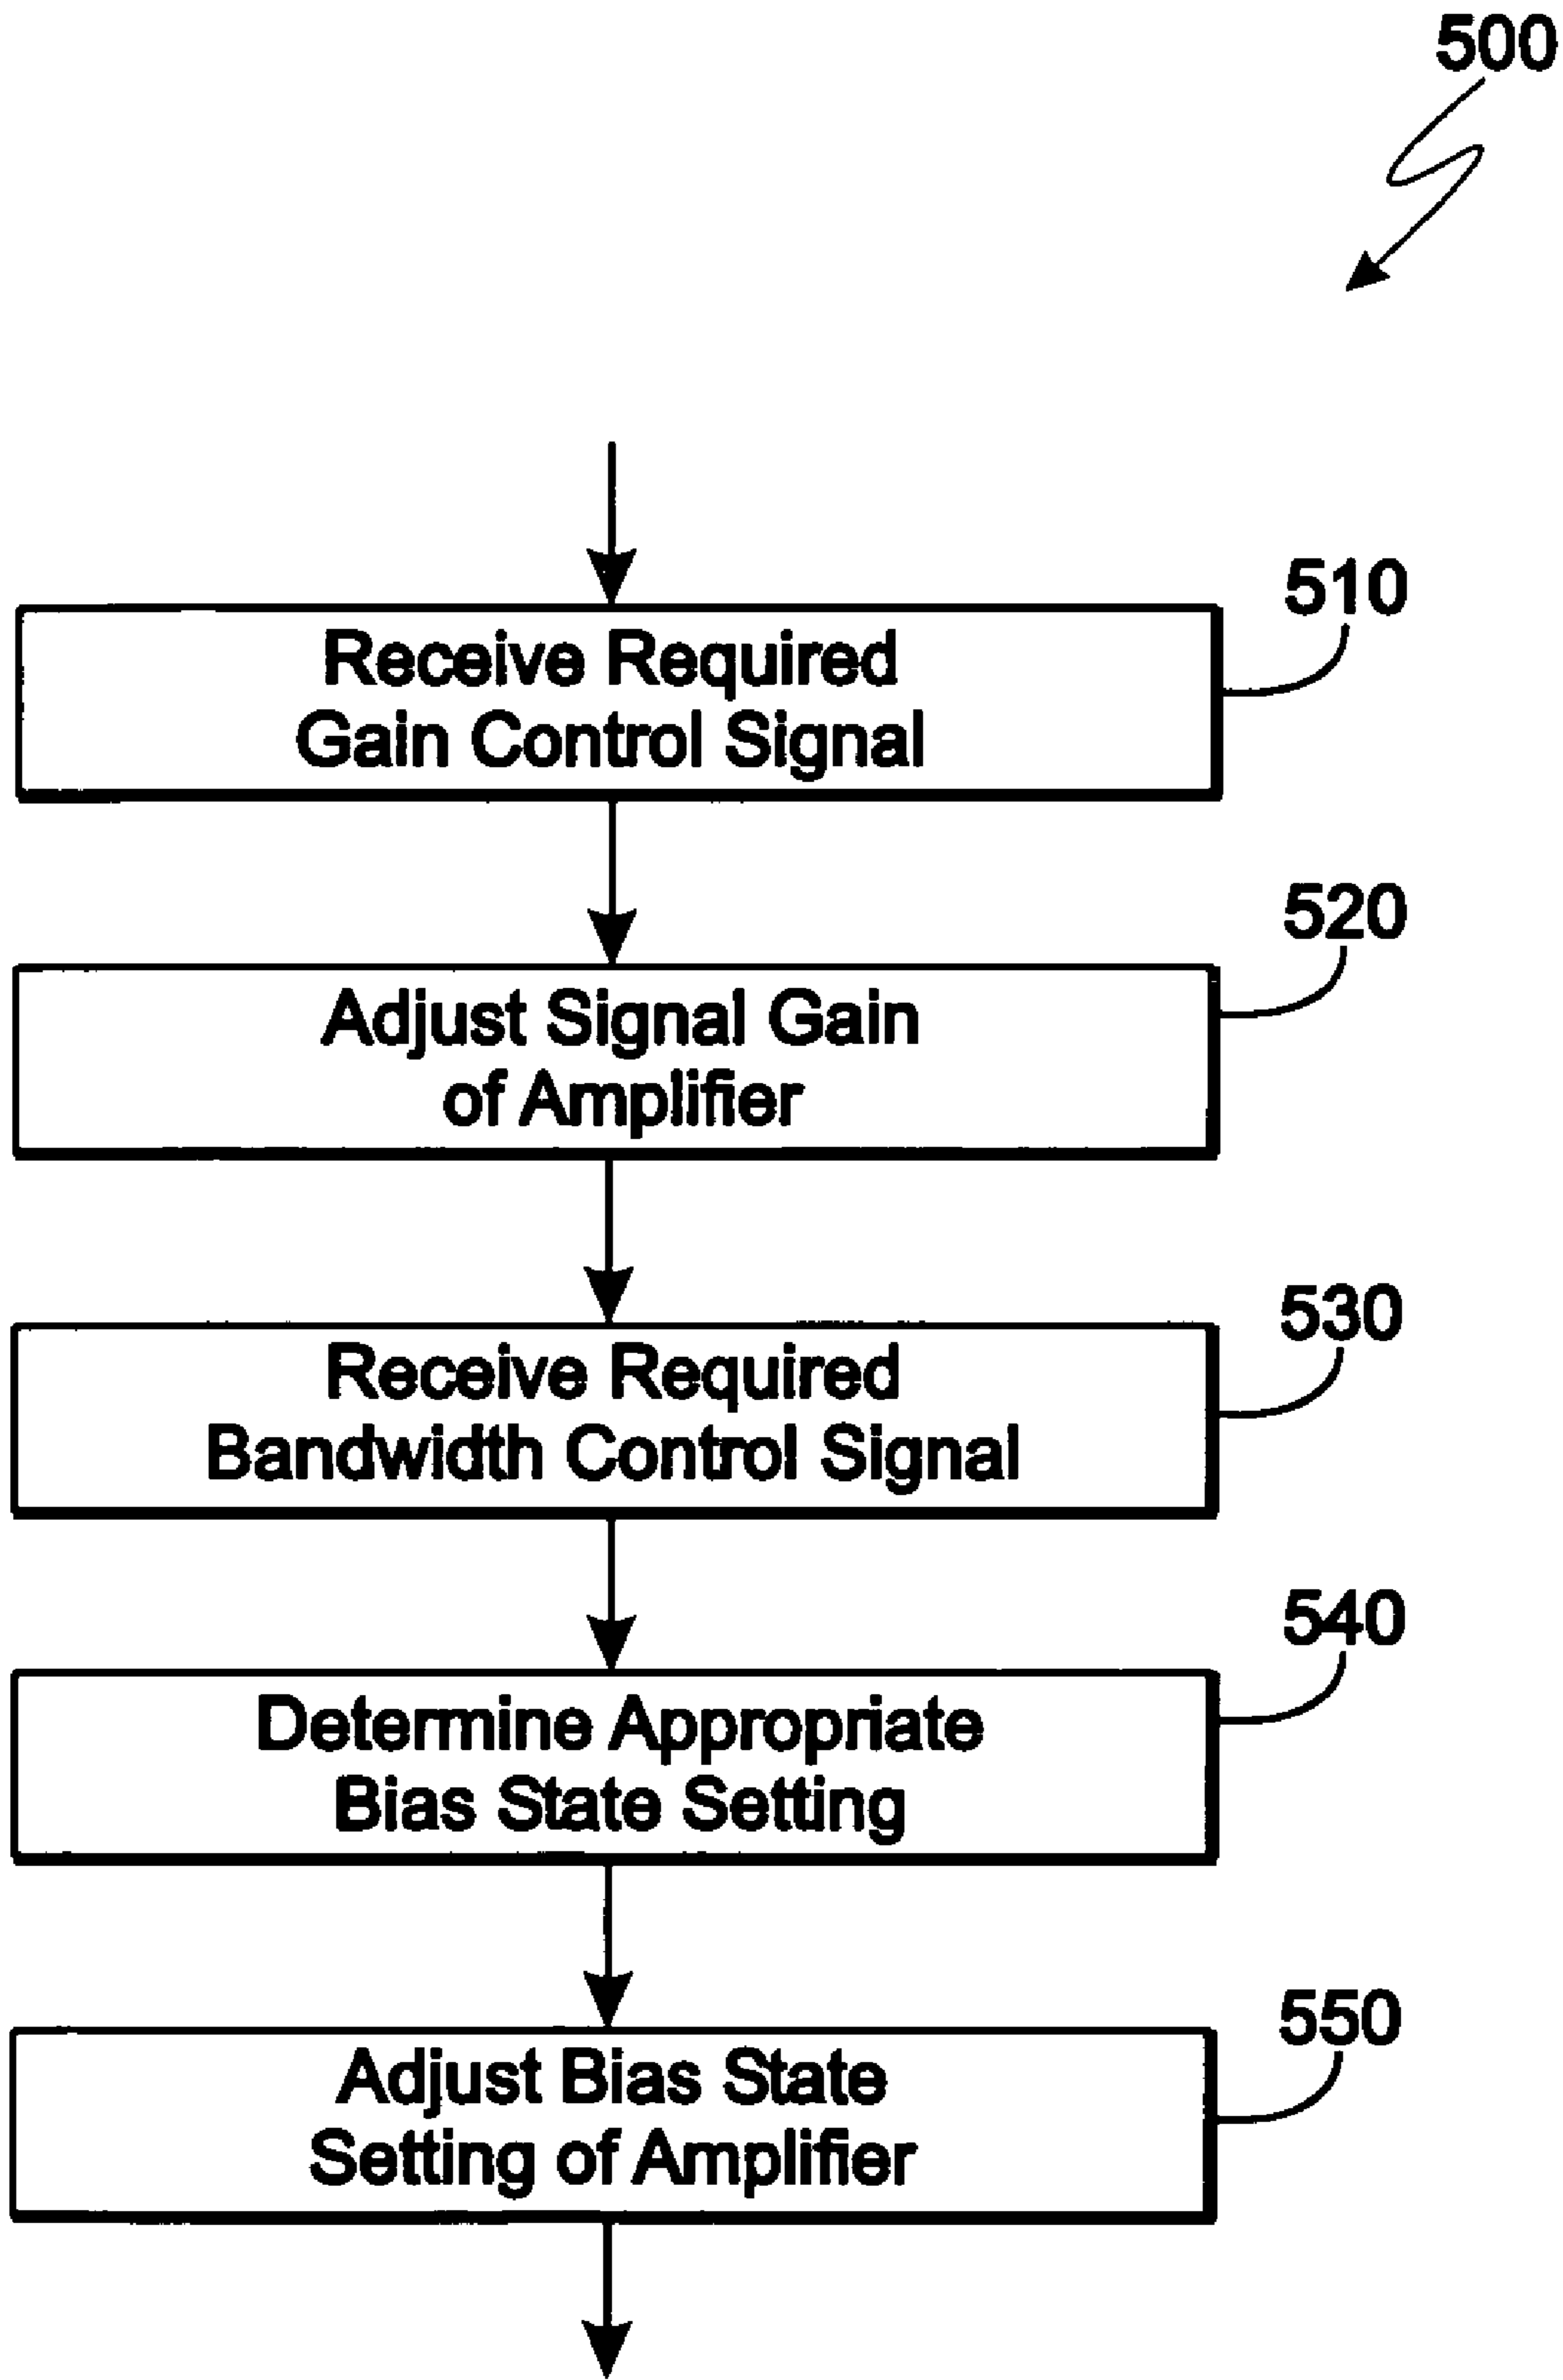 500
510
Receive Required
Gain Control Signal
520
Adjust Signal Gain
of Amplifier
530
Receive Required
Bandwidth Control Signal
540
Determine Appropriate
Bias State Setting
550
Adjust Bias State
Setting of Amplifier